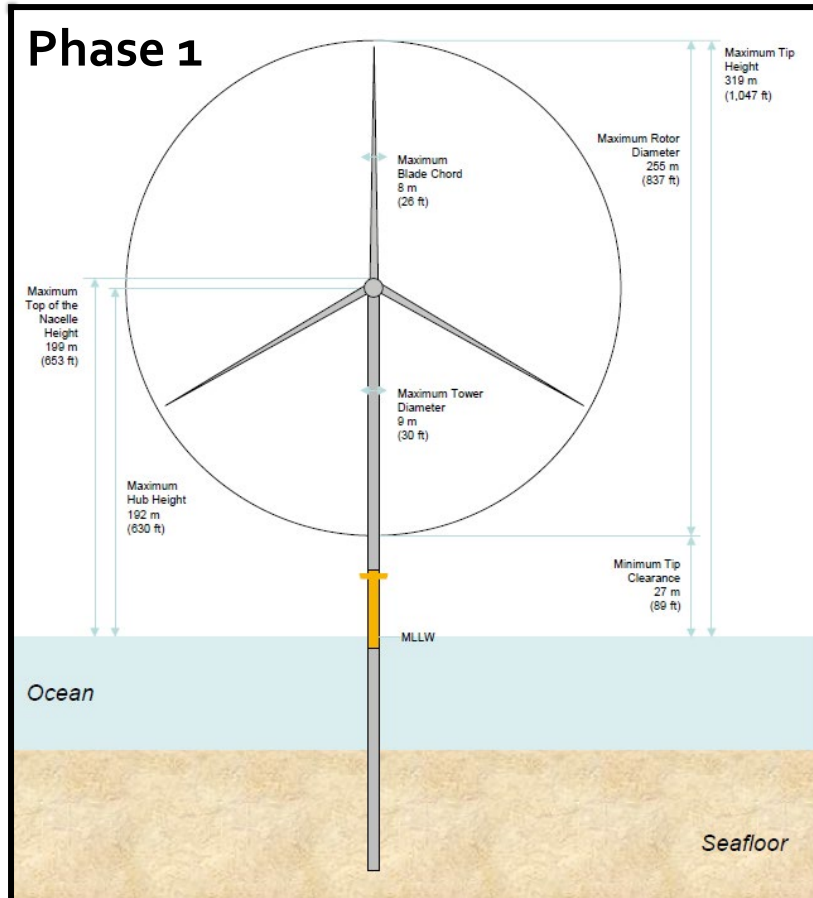 Phase 1
Maximum Tip
Height
319 m
(1,047 ft)
Maximum Rotor
Diameter
255 m
(837 ft)
Maximum
Blade Chord
8 m
(26 ft)
Maximum
Top of the
Nacelle
Height
199 m
(653 ft)
Maximum Tower
Diameter
9 m
(30 ft)
Maximum
Hub Height
192 m
(630 ft)
Minimum Tip
Clearance
27 m
(89 ft)
MLLW
Ocean
Seafloor